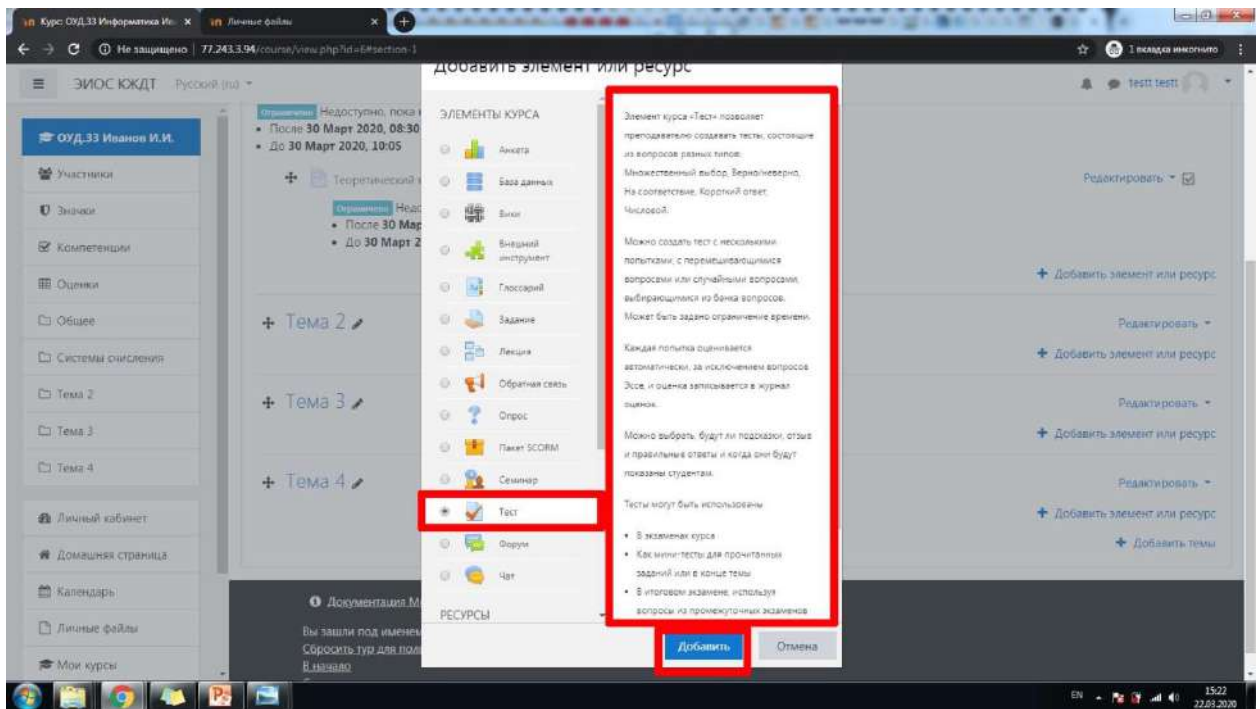 Курс: ОУД.33 Информатика Ив
Личные файлы
Не защищено
77.243.3.94/course/view.php?id=6#section-1
1 вкладка инкогнито
ЭИОС КЖДТ
Русский (ru)
testt testt
ОУД.33 Иванов И.И.
Участники
Значки
Компетенции
Оценки
Общее
Системы счисления
Тема 2
Тема 3
Тема 4
Личный кабинет
Домашняя страница
Календарь
Личные файлы
Мои курсы
Ограничено Недоступно, пока
После 30 Март 2020, 08:30
До 30 Март 2020, 10:05
Теоретический
Ограничено
После 30 Мар
До 30 Март 2
Тема 2
Тема 3
Тема 4
Документация M
Вы зашли под именем
Сбросить тур для
В начало
Добавить элемент или ресурс
ЭЛЕМЕНТЫ КУРСА
Анкета
База данных
Вики
Внешний
инструмент
Глоссарий
Задание
Лекция
Обратная связь
Опрос
Пакет SCORM
Семинар
Тест
Форум
Чат
РЕСУРСЫ
Элемент курса «Тест» позволяет
преподавателю создавать тесты, состоящие
из вопросов разных типов:
Множественный выбор, Верно/неверно,
На соответствие, Короткий ответ,
Числовой.
Можно создать тест с несколькими
попытками, с перемешивающимися
вопросами или случайными вопросами,
выбирающимися из банка вопросов.
Может быть задано ограничение времени.
Каждая попытка оценивается
автоматически, за исключением вопросов
Эссе, и оценка записывается в журнал
оценок.
Можно выбрать, будут ли подсказки, отзыв
и правильные ответы и когда они будут
показаны студентам.
Тесты могут быть использованы
В экзаменах курса
Как мини-тесты для прочитанных
заданий или в конце темы
В итоговом экзамене, используя
вопросы из промежуточных экзаменов
Добавить
Отмена
Редактировать
Добавить элемент или ресурс
Редактировать
Добавить элемент или ресурс
Редактировать
Добавить элемент или ресурс
Редактировать
Добавить элемент или ресурс
Добавить темы
EN
15:22
22.03.2020